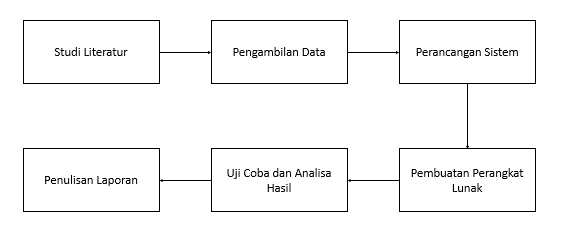 Studi Literatur
Pengambilan Data
Perancangan Sistem
Pembuatan Perangkat
Lunak
Uji Coba dan Analisa
Hasil
Penulisan Laporan